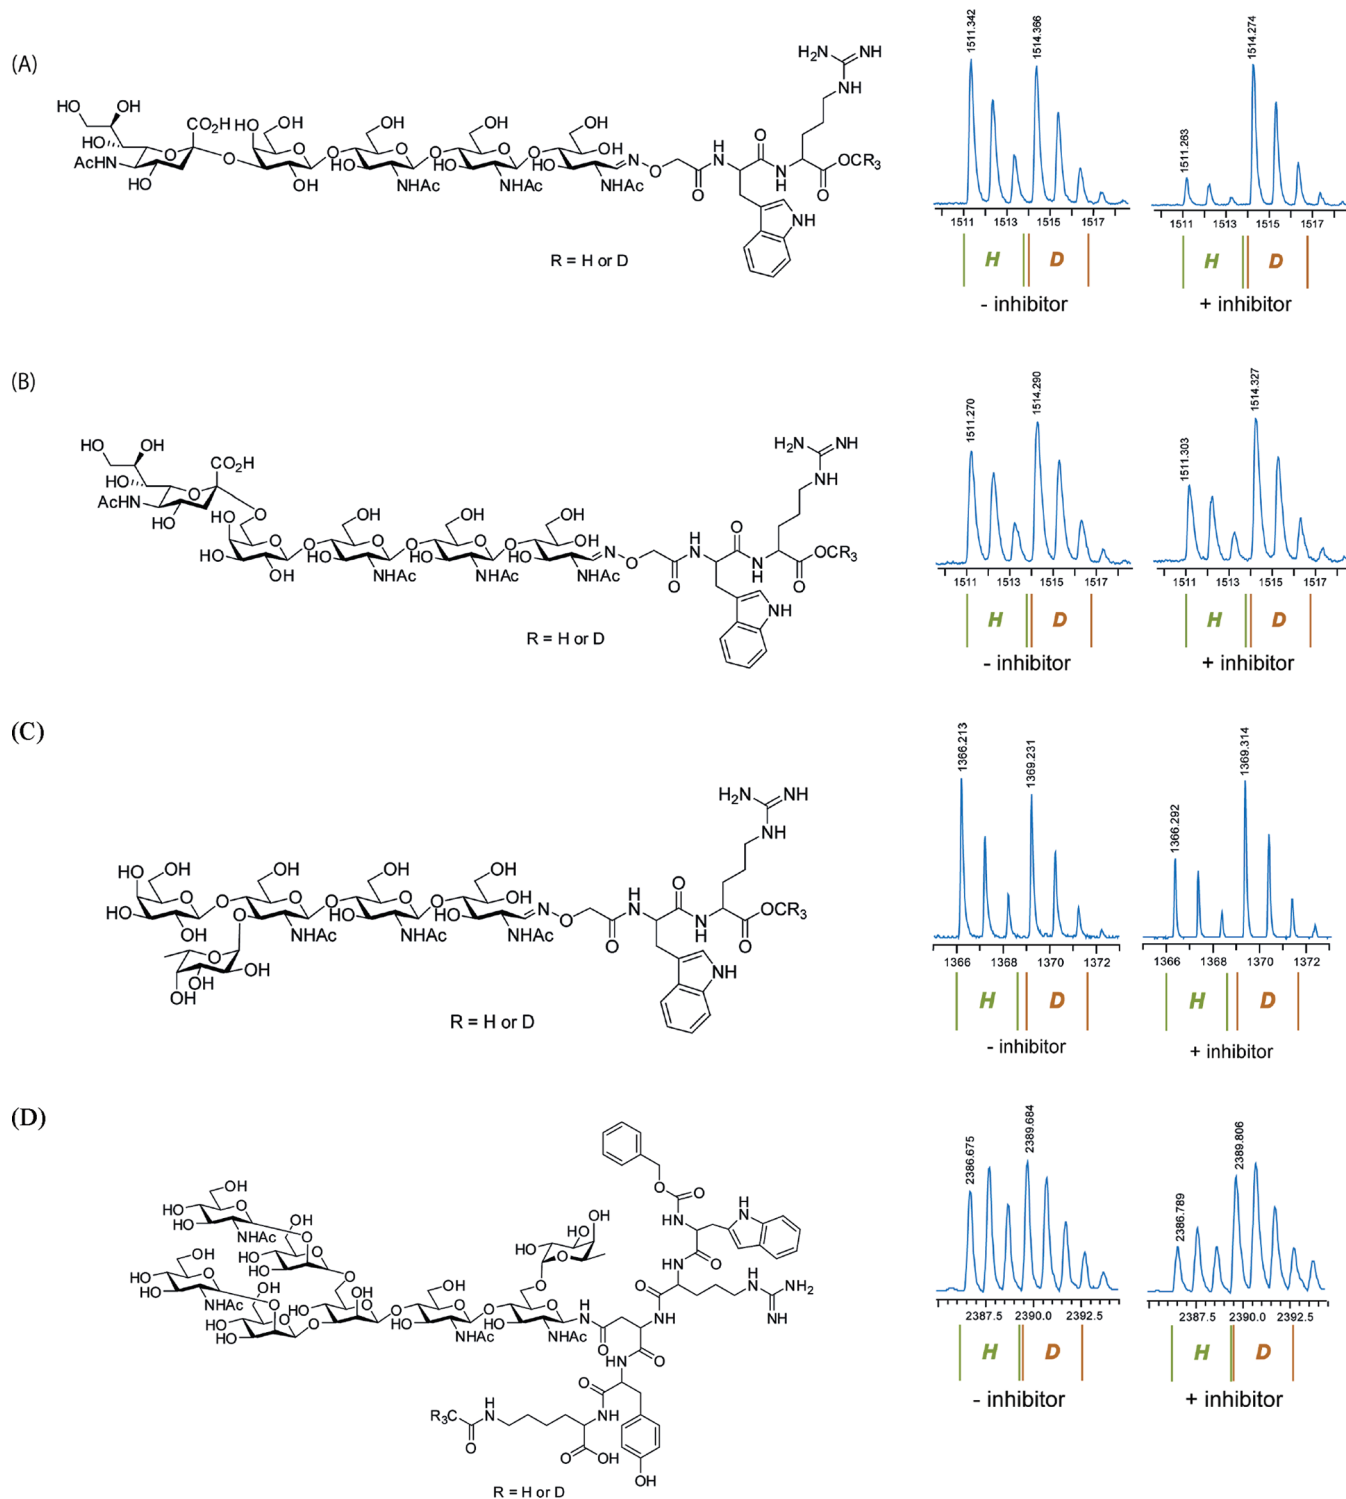 (A)
HO
OH
HO
CO₂H
AcHN
HO
O
O
HO
OH
HO
OH
O
O
OH
HO
NHAc
O
O
OH
HO
NHAc
O
O
OH
OH
HO
NHAc
N
O
O
H
N
O
N
H
O
OCR₃
NH
NH
H₂N
NH
R = H or D
1511.342
1514.366
1511
1513
1515
1517
H
D
- inhibitor
1511.263
1514.274
1511
1513
1515
1517
H
D
+ inhibitor
(B)
HO
OH
HO
CO₂H
AcHN
HO
O
O
HO
HO
OH
O
O
OH
HO
NHAc
O
O
OH
HO
NHAc
O
O
OH
OH
HO
NHAc
N
O
O
H
N
O
N
H
O
OCR₃
NH
NH
H₂N
NH
R = H or D
1511.270
1514.290
1511
1513
1515
1517
H
D
- inhibitor
1511.303
1514.327
1511
1513
1515
1517
H
D
+ inhibitor
(C)
HO
OH
HO
OH
O
O
OH
O
NHAc
O
O
OH
HO
NHAc
O
O
OH
OH
HO
NHAc
N
O
O
H
N
O
N
H
O
OCR₃
NH
NH
H₂N
NH
O
OH
HO
OH
R = H or D
1366.213
1369.231
1366
1368
1370
1372
H
D
- inhibitor
1366.292
1369.314
1366
1368
1370
1372
H
D
+ inhibitor
(D)
OH
HO
HO
NHAc
O
O
OH
HO
HO
O
OH
HO
HO
NHAc
O
OH
HO
HO
O
O
OH
HO
O
O
OH
HO
NHAc
O
O
HO
NHAc
O
HN
O
HO
HO
OH
O
O
O
NH
H
N
O
NH
O
H
N
NH₂
NH
NH
O
HN
O
NH
OH
R₃C
O
H
N
O
OH
R = H or D
2386.675
2389.684
2387.5
2390.0
2392.5
H
D
- inhibitor
2386.789
2389.806
2387.5
2390.0
2392.5
H
D
+ inhibitor